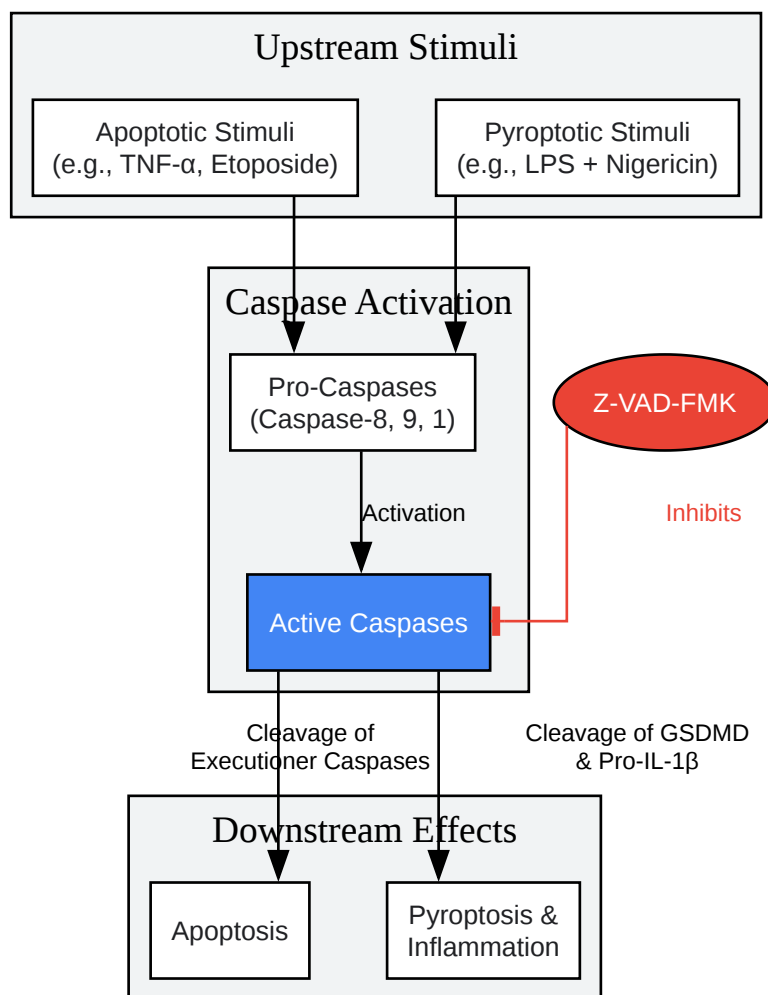 Upstream Stimuli
Apoptotic Stimuli
(e.g., TNF-α, Etoposide)
Pyroptotic Stimuli
(e.g., LPS + Nigericin)
Caspase Activation
Pro-Caspases
(Caspase-8, 9, 1)
Z-VAD-FMK
Activation
Inhibits
Active Caspases
Cleavage of
Executioner Caspases
Cleavage of GSDMD
& Pro-IL-1β
Downstream Effects
Apoptosis
Pyroptosis &
Inflammation